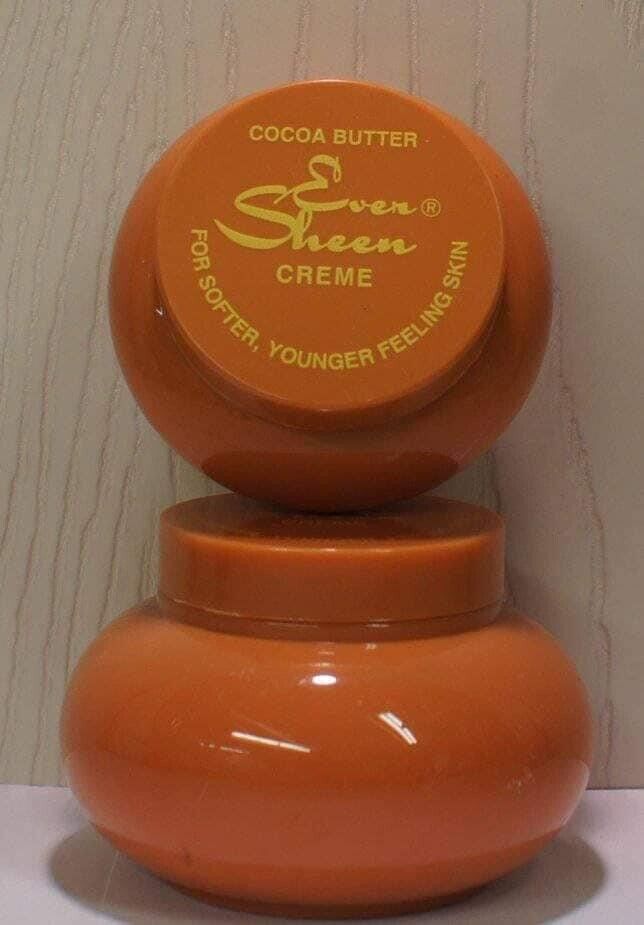 COCOA BUTTER
Ever
Sheen®
CREME
FOR SOFTER, YOUNGER FEELING SKIN